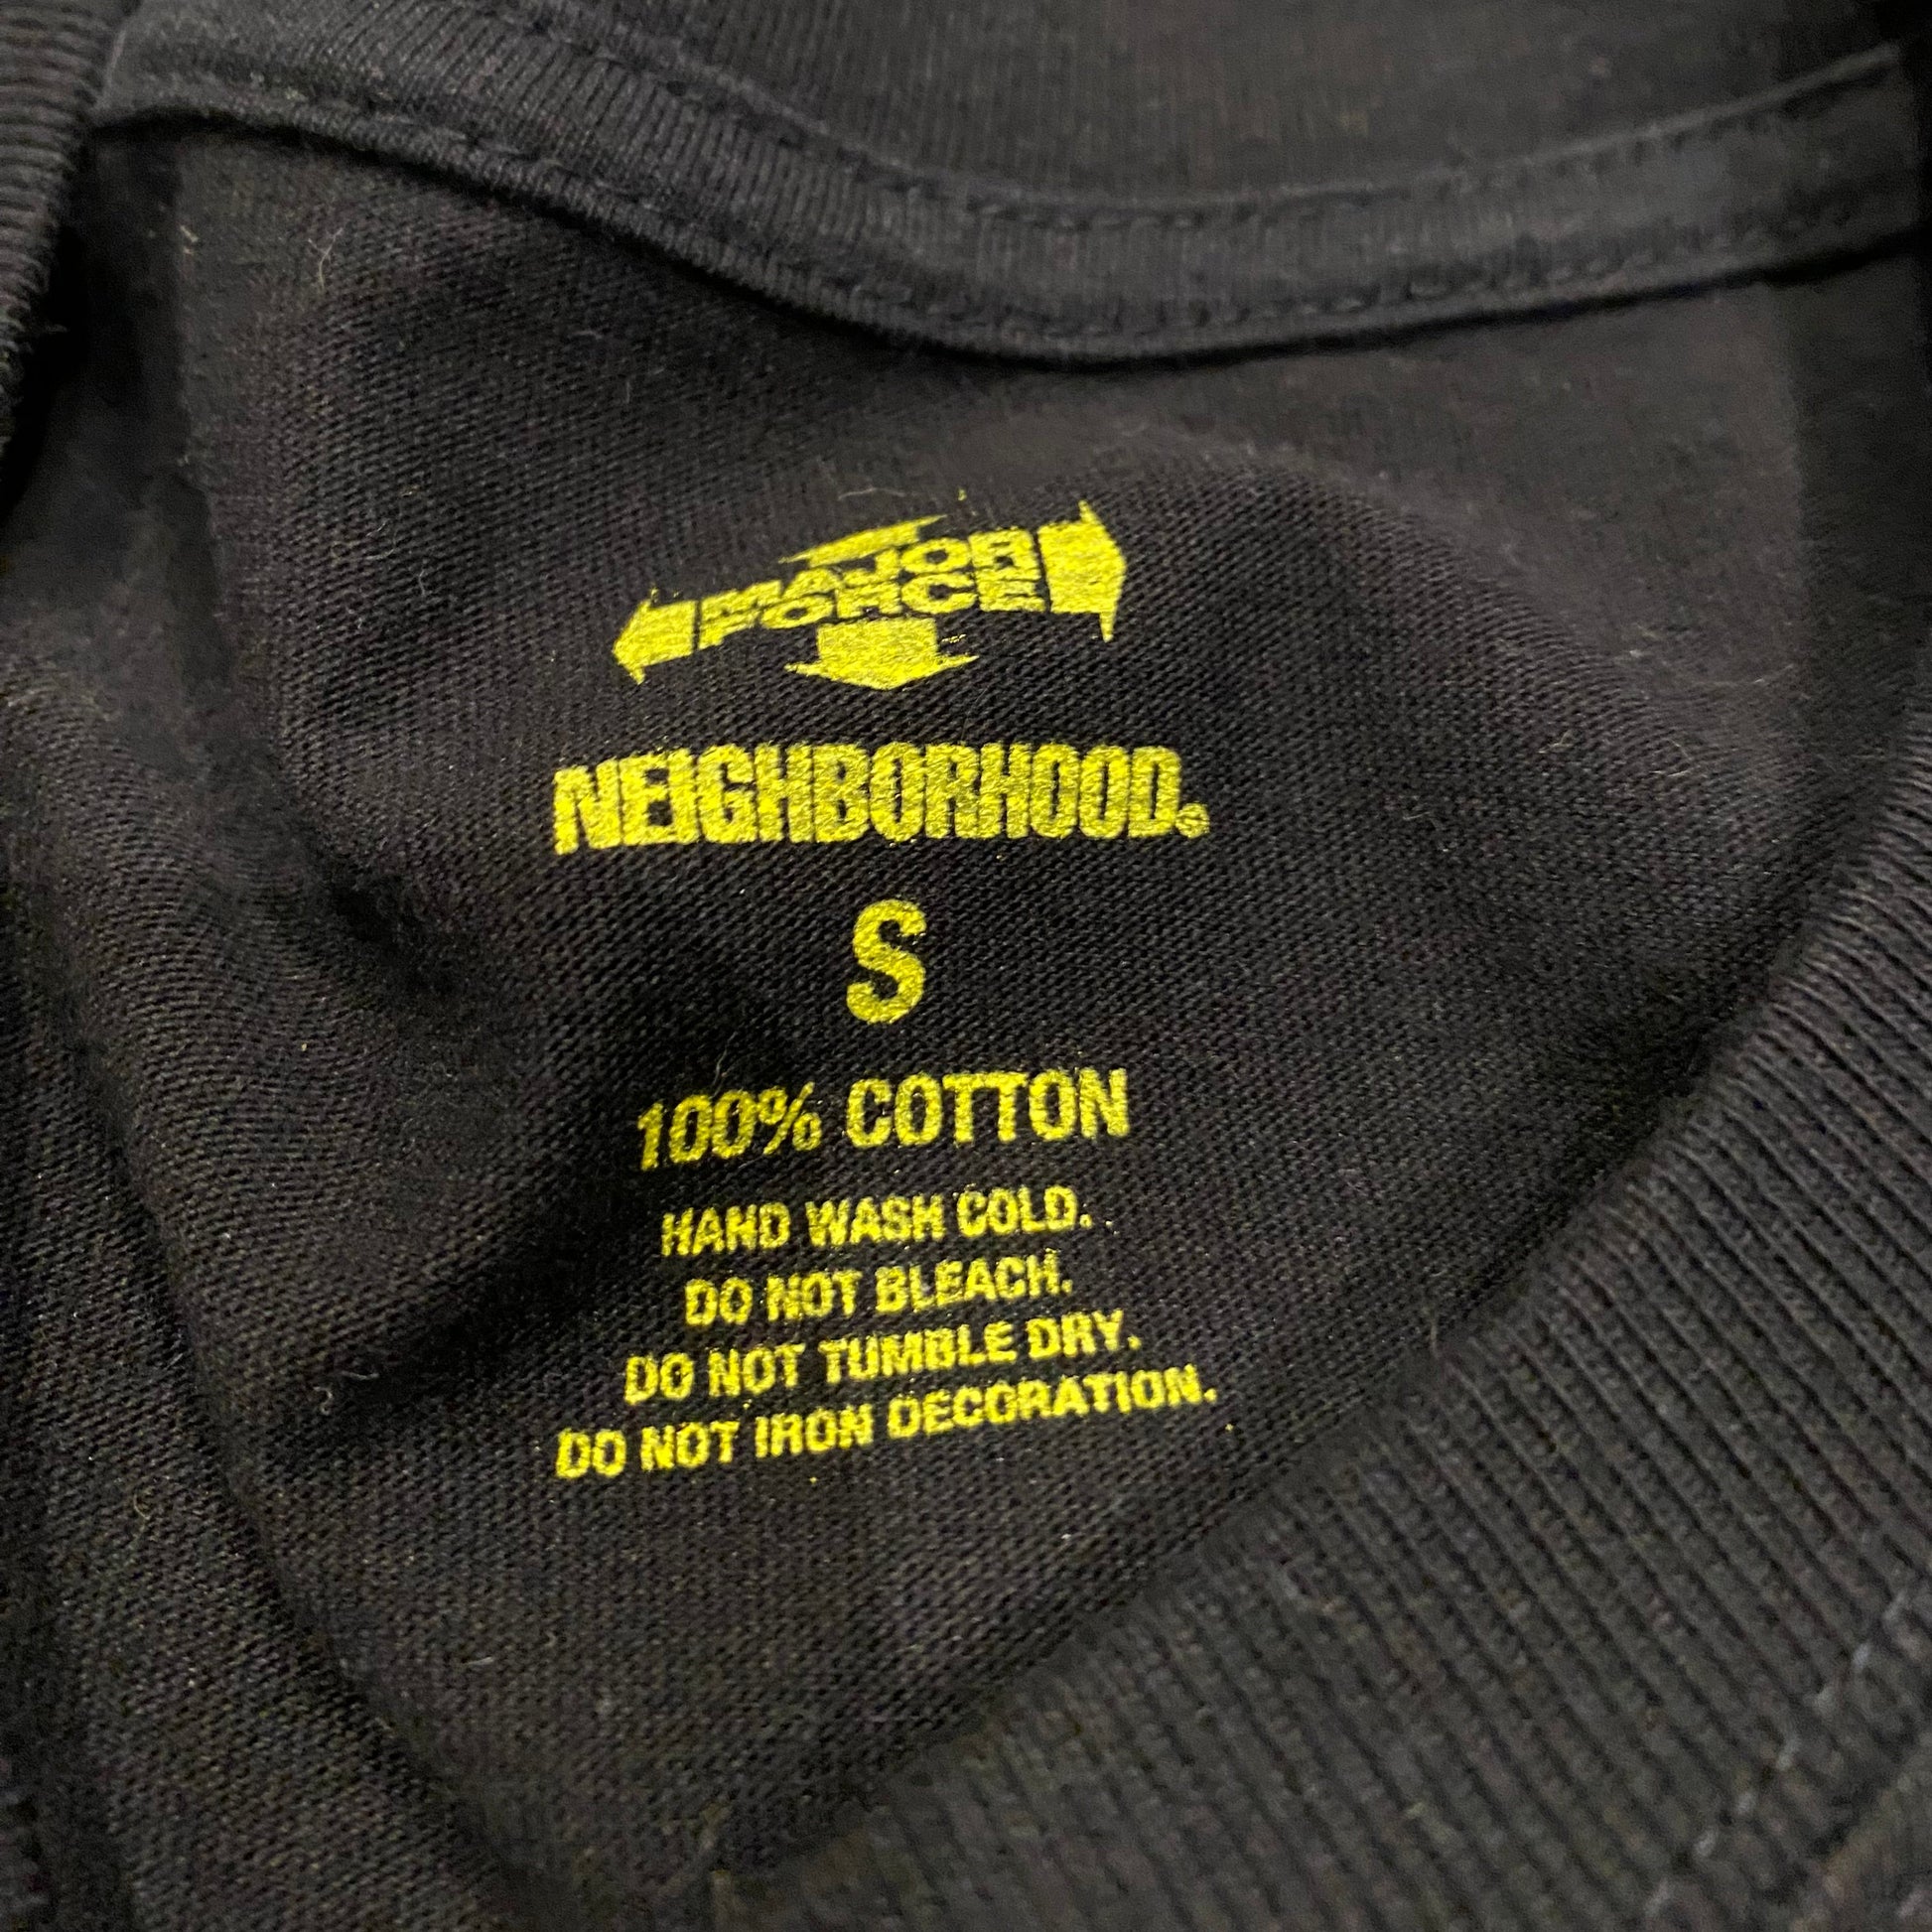 MAJOR
FORCE
NEIGHBORHOOD®
S
100% COTTON
HAND WASH COLD.
DO NOT BLEACH.
DO NOT TUMBLE DRY.
DO NOT IRON DECORATION.